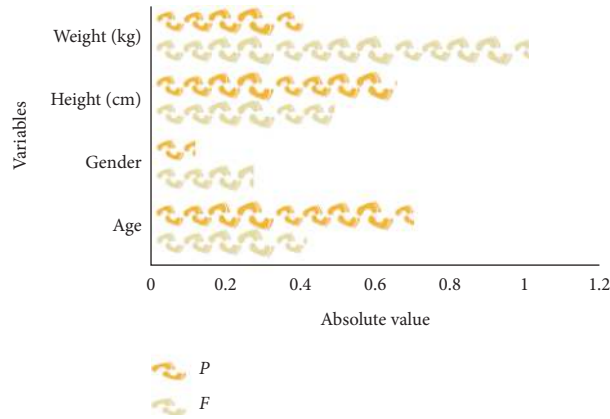 Variables
Weight (kg)
Height (cm)
Gender
Age
0 0.2 0.4 0.6 0.8 1 1.2
Absolute value
P
F